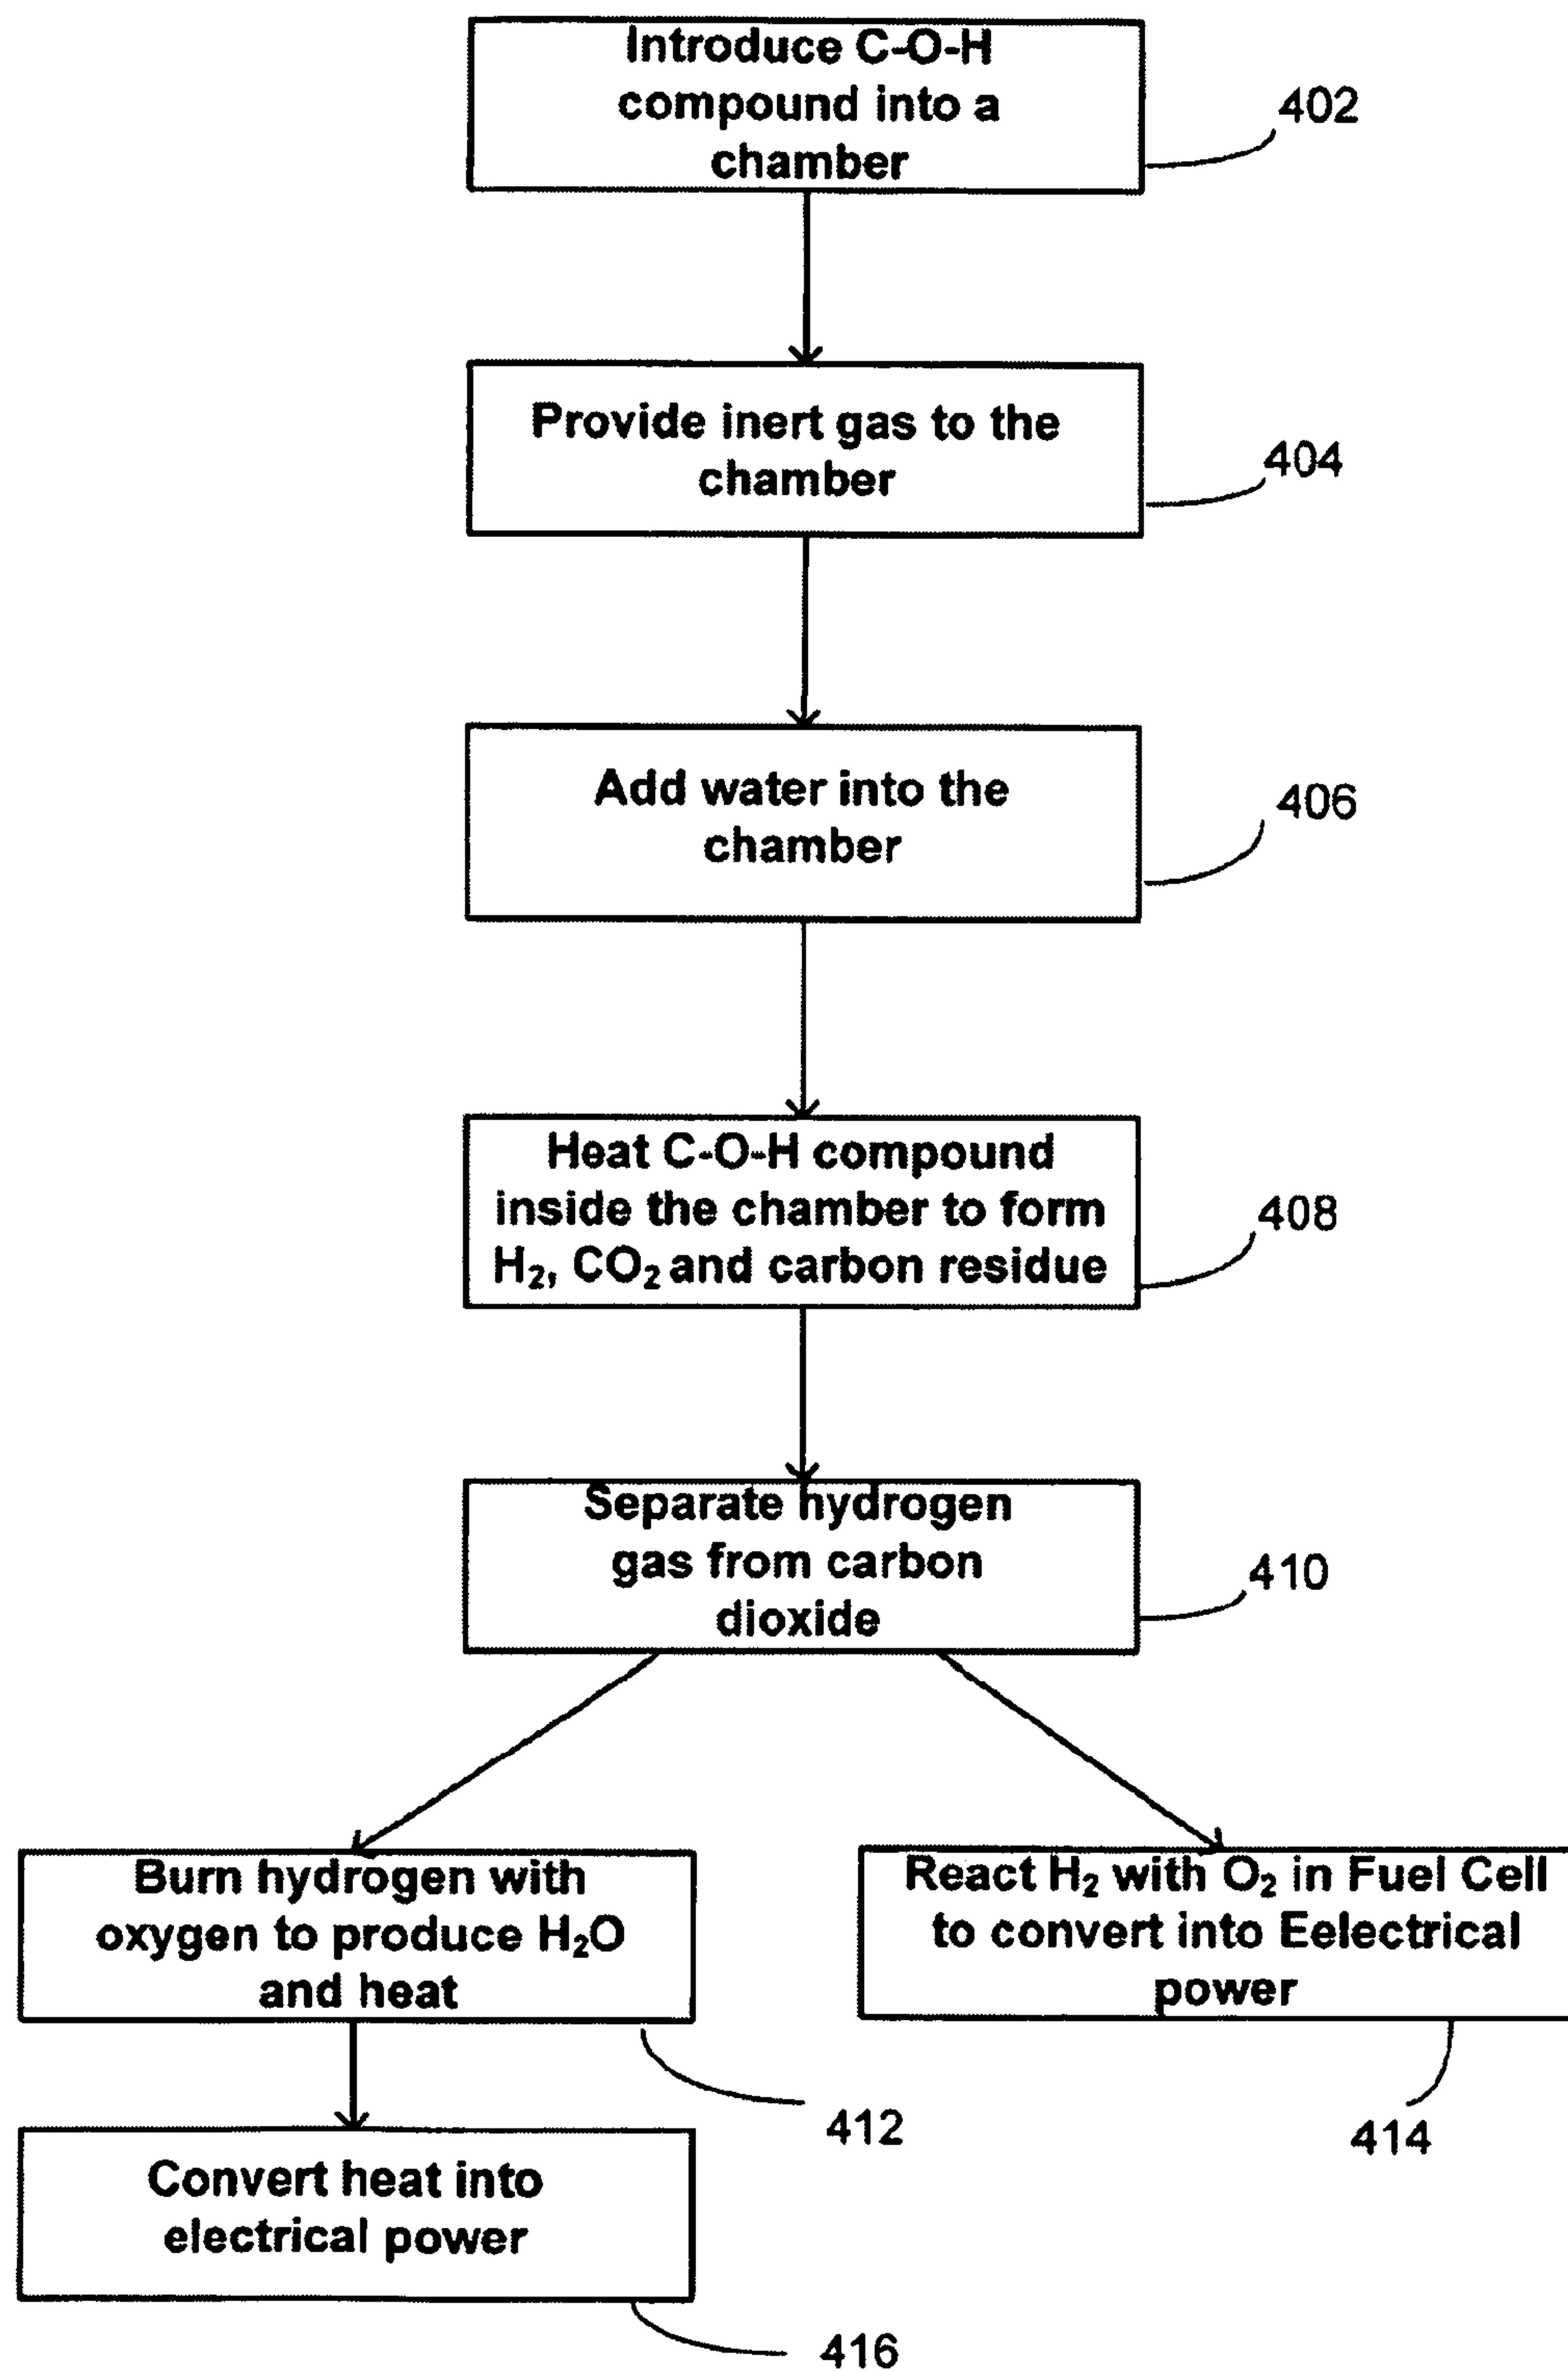 Introduce C-O-H
compound into a
chamber
402
Provide inert gas to the
chamber
404
Add water into the
chamber
406
Heat C-O-H compound
inside the chamber to form
H₂, CO₂ and carbon residue
408
Separate hydrogen
gas from carbon
dioxide
410
Burn hydrogen with
oxygen to produce H₂O
and heat
412
React H₂ with O₂ in Fuel Cell
to convert into Eelectrical
power
414
Convert heat into
electrical power
416